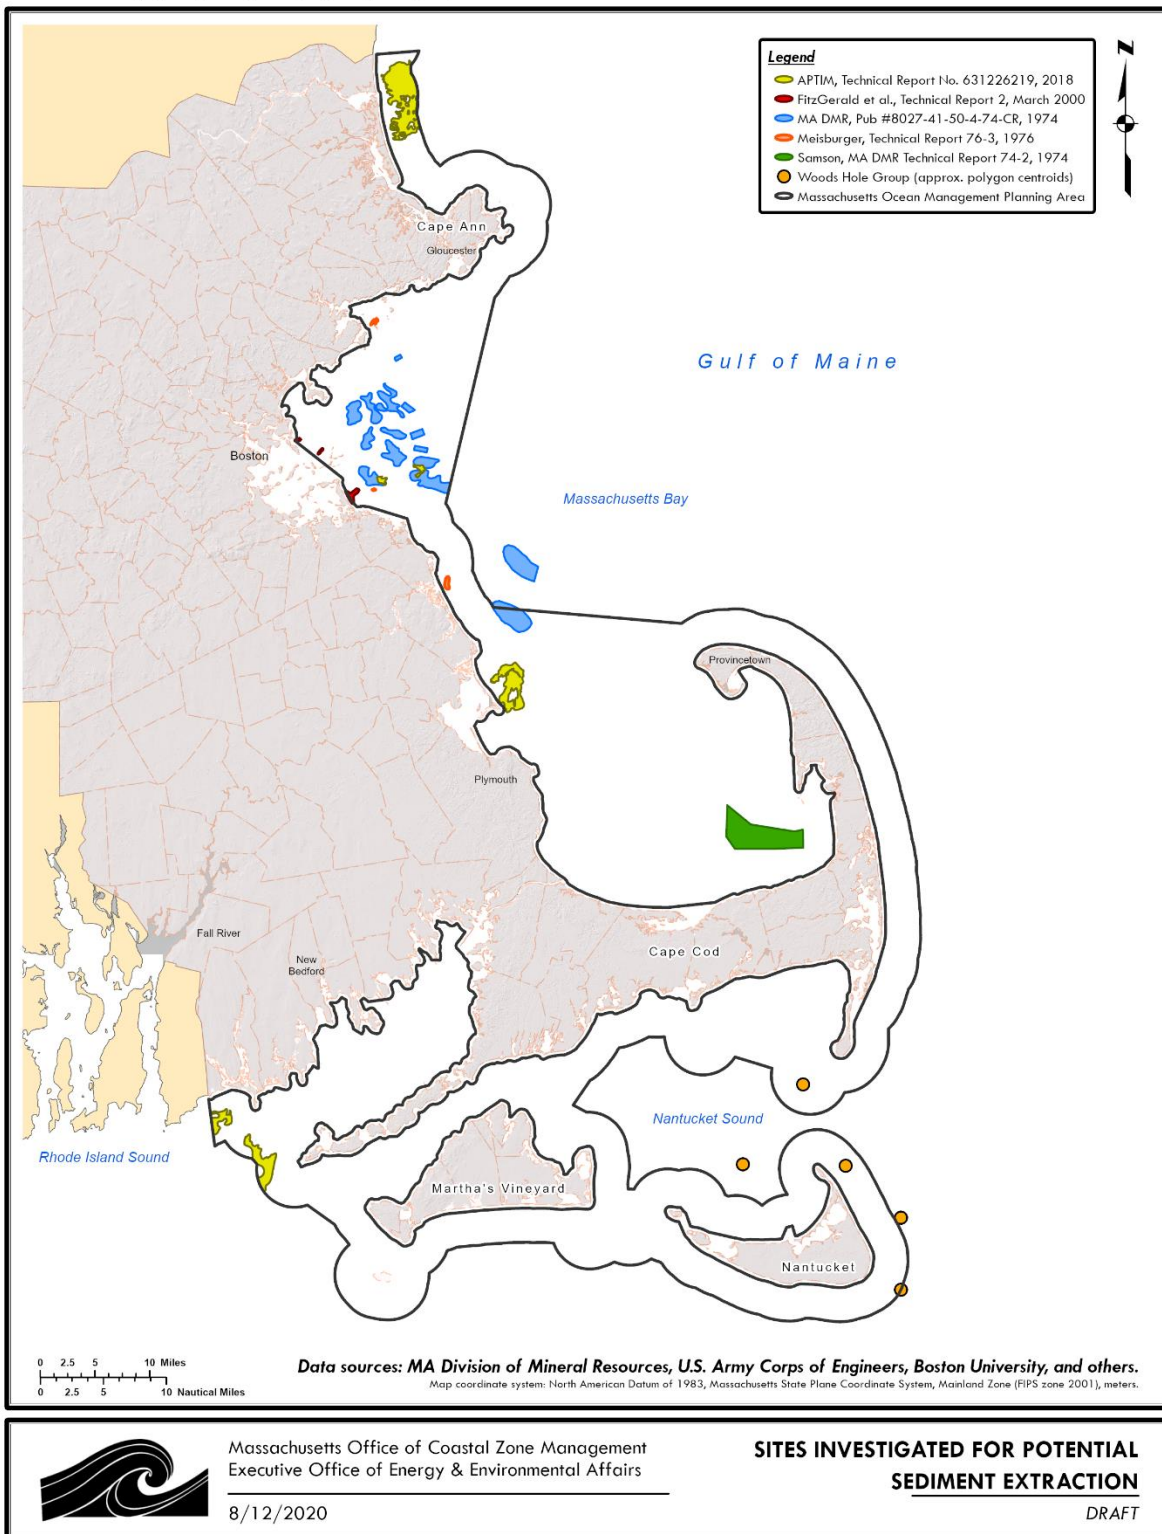 Legend
APTIM, Technical Report No. 631226219, 2018
FitzGerald et al., Technical Report 2, March 2000
MA DMR, Pub #8027-41-50-4-74-CR, 1974
Meisburger, Technical Report 76-3, 1976
Samson, MA DMR Technical Report 74-2, 1974
Woods Hole Group (approx. polygon centroids)
Massachusetts Ocean Management Planning Area
N
Cape Ann
Gloucester
Gulf of Maine
Boston
Massachusetts Bay
Provincetown
Plymouth
Fall River
New
Bedford
Cape Cod
Nantucket Sound
Rhode Island Sound
Martha's Vineyard
Nantucket
0 2.5 5 10 Miles
0 2.5 5 10 Nautical Miles
Data sources: MA Division of Mineral Resources, U.S. Army Corps of Engineers, Boston University, and others.
Map coordinate system: North American Datum of 1983, Massachusetts State Plane Coordinate System, Mainland Zone (FIPS zone 2001), meters.
Massachusetts Office of Coastal Zone Management
Executive Office of Energy & Environmental Affairs
8/12/2020
SITES INVESTIGATED FOR POTENTIAL
SEDIMENT EXTRACTION
DRAFT